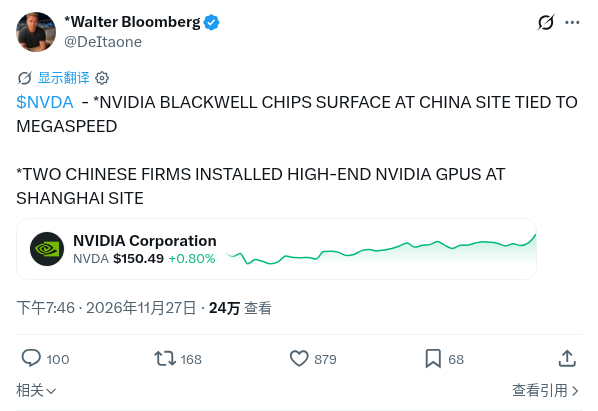 *Walter Bloomberg
@DeItaone
显示翻译
$NVDA - *NVIDIA BLACKWELL CHIPS SURFACE AT CHINA SITE TIED TO
MEGASPEED
*TWO CHINESE FIRMS INSTALLED HIGH-END NVIDIA GPUS AT
SHANGHAI SITE
NVIDIA Corporation
NVDA $150.49 +0.80%
下午7:46 · 2026年11月27日 · 24万 查看
100 168 879 68
相关 查看引用